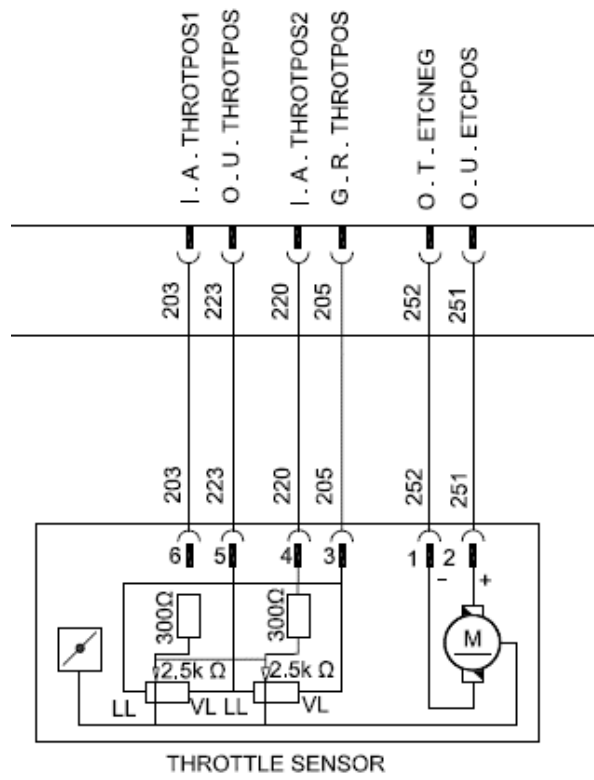 I . A . THROTPOS1
O . U . THROTPOS
I . A . THROTPOS2
G . R . THROTPOS
O . T . ETCNEG
O . U . ETCPOS
203
223
220
205
252
251
203
223
220
205
252
251
6
5
4
3
1
2
–
+
300Ω
300Ω
M
2,5k Ω
2.5k Ω
LL
VL
LL
VL
THROTTLE SENSOR